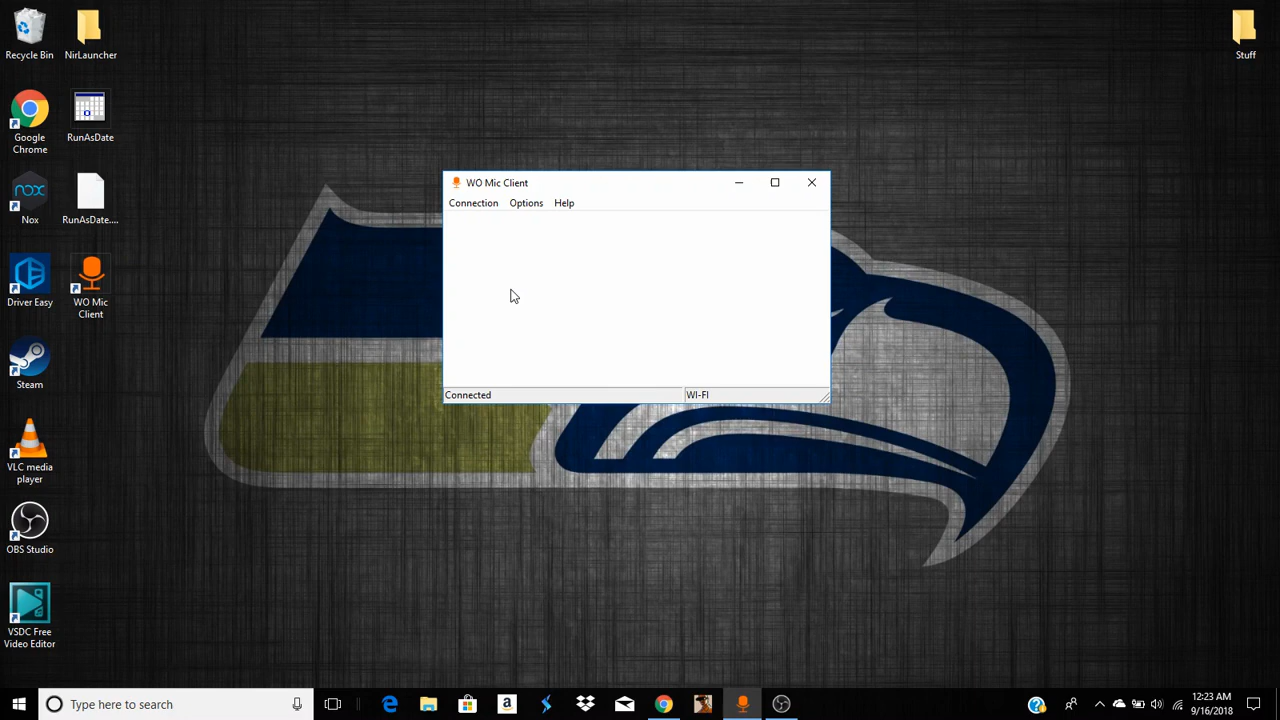 Recycle Bin
NirLauncher
Stuff
Google
Chrome
RunAsDate
nox
Nox
RunAsDate....
Driver Easy
WO Mic
Client
Steam
VLC media
player
OBS Studio
VSDC Free
Video Editor
WO Mic Client
Connection Options Help
Connected WI-FI
Type here to search
12:23 AM
9/16/2018